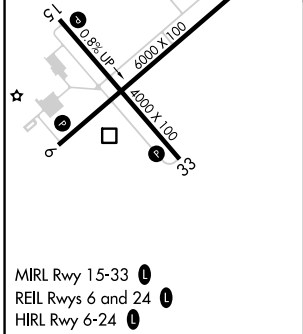 15
P
0.8% UP
6000 X 100
4000 X 100
P
6
P
33
MIRL Rwy 15-33 L
REIL Rwys 6 and 24 L
HIRL Rwy 6-24 L